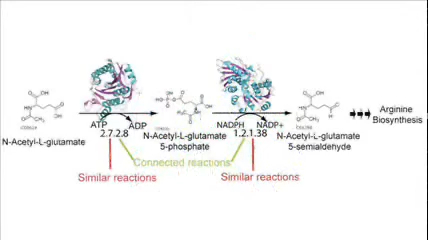 N-Acetyl-L-glutamate
ATP
ADP
2.7.2.8
N-Acetyl-L-glutamate
5-phosphate
NADPH
NADP+
1.2.1.38
N-Acetyl-L-glutamate
5-semialdehyde
Arginine
Biosynthesis
Connected reactions
Similar reactions
Similar reactions